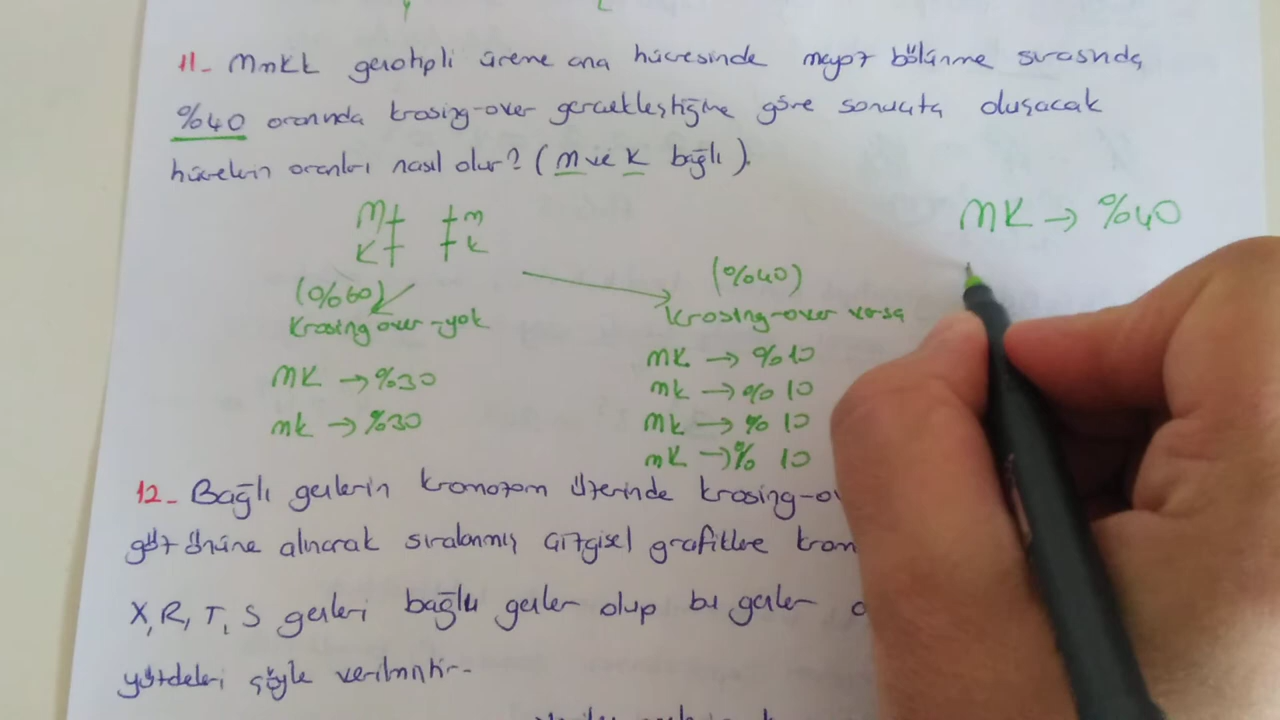 11- MmKk genotipli üreme ana hücresinde mayoz bölünme sırasında
%40 oranında krosing-over gerçekleştiğine göre sonuçta oluşacak
hücrelerin oranları nasıl olur? (M ve K bağlı).
M m
K k
MK → %40
(%60)
Krosing over-yok
MK → %30
mk → %30
(%40)
Krosing-over varsa
MK → %10
mk → % 10
Mk → % 10
mK → % 10
12- Bağlı genlerin kromozom üzerinde krosing-ov
göz önüne alınarak sıralanmış çizgisel grafiklere krom
X, R, T, S genleri bağlı genler olup bu genler
yüzdeleri şöyle verilmiştir.